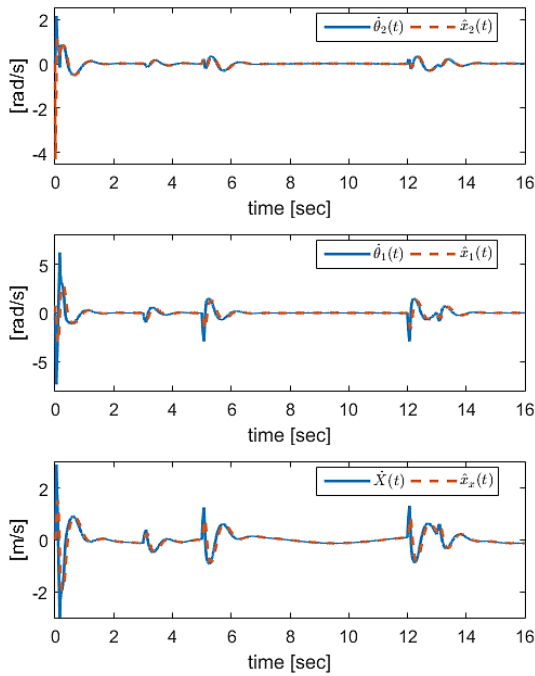 2
0
-2
-4
[rad/s]
θ̇₂(t) x̂₂(t)
0 2 4 6 8 10 12 14 16
time [sec]
5
0
-5
[rad/s]
θ̇₁(t) x̂₁(t)
0 2 4 6 8 10 12 14 16
time [sec]
2
0
-2
[m/s]
Ẋ(t) x̂ₓ(t)
0 2 4 6 8 10 12 14 16
time [sec]